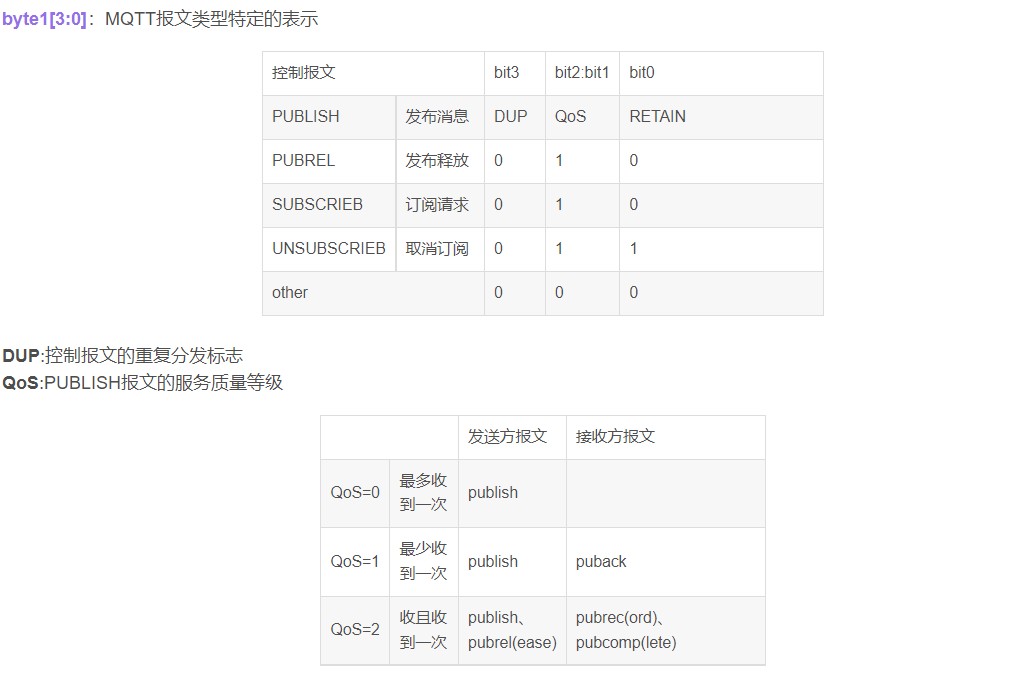 byte1[3:0]：MQTT报文类型特定的表示
控制报文 bit3 bit2:bit1 bit0
PUBLISH 发布消息 DUP QoS RETAIN
PUBREL 发布释放 0 1 0
SUBSCRIEB 订阅请求 0 1 0
UNSUBSCRIEB 取消订阅 0 1 1
other 0 0 0
DUP:控制报文的重复分发标志
QoS:PUBLISH报文的服务质量等级
发送方报文 接收方报文
QoS=0 最多收到一次 publish
QoS=1 最少收到一次 publish puback
QoS=2 收且收到一次 publish、pubrel(ease) pubrec(ord)、pubcomp(lete)